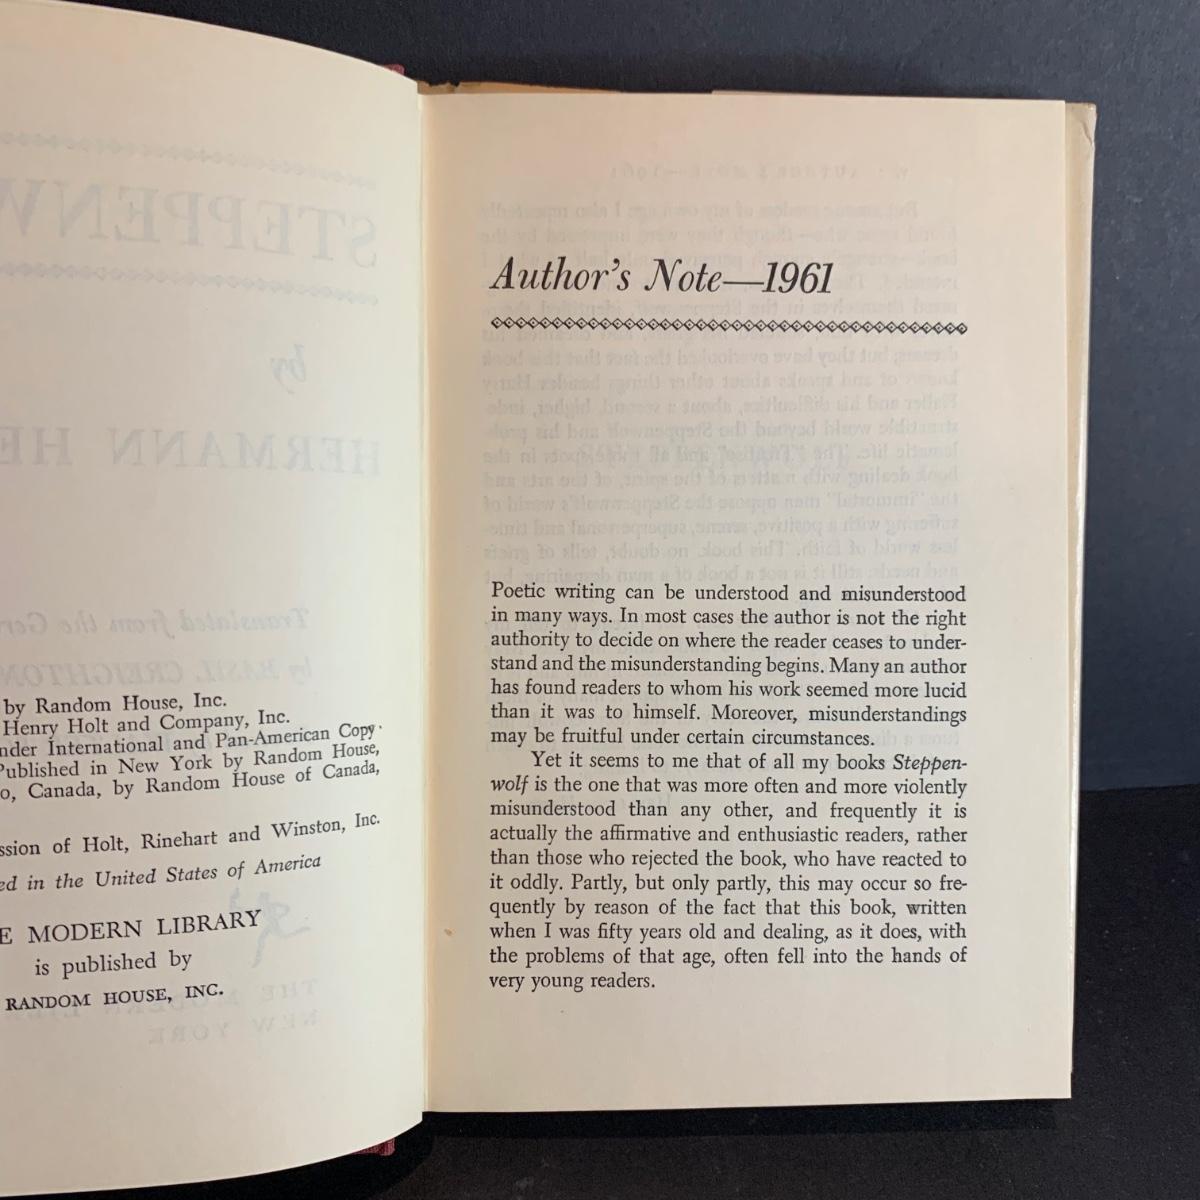 by Random House, Inc.
Henry Holt and Company, Inc.
nder International and Pan-American Copy-
Published in New York by Random House,
o, Canada, by Random House of Canada,
ssion of Holt, Rinehart and Winston, Inc.
ed in the United States of America
E MODERN LIBRARY
is published by
RANDOM HOUSE, INC.
Author's Note—1961
Poetic writing can be understood and misunderstood
in many ways. In most cases the author is not the right
authority to decide on where the reader ceases to under-
stand and the misunderstanding begins. Many an author
has found readers to whom his work seemed more lucid
than it was to himself. Moreover, misunderstandings
may be fruitful under certain circumstances.
Yet it seems to me that of all my books Steppen-
wolf is the one that was more often and more violently
misunderstood than any other, and frequently it is
actually the affirmative and enthusiastic readers, rather
than those who rejected the book, who have reacted to
it oddly. Partly, but only partly, this may occur so fre-
quently by reason of the fact that this book, written
when I was fifty years old and dealing, as it does, with
the problems of that age, often fell into the hands of
very young readers.